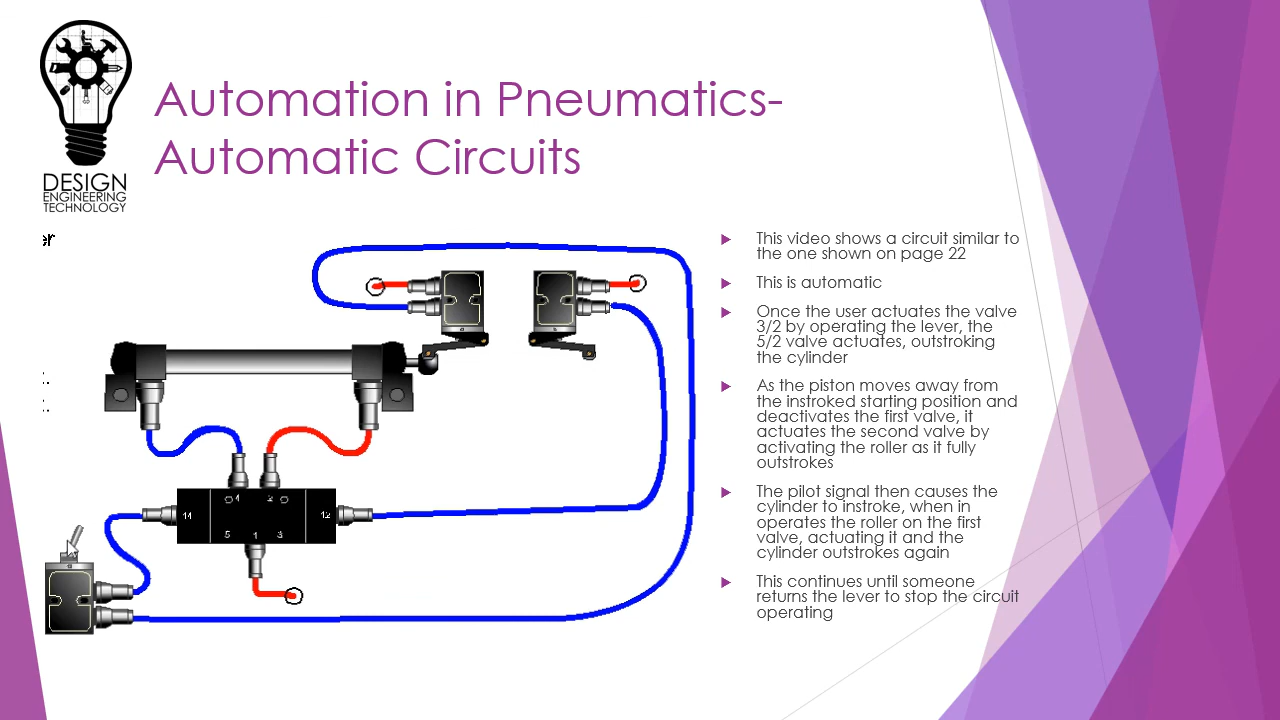 DESIGN
ENGINEERING
TECHNOLOGY
Automation in Pneumatics-
Automatic Circuits
er
14
4
2
12
5
1
3
This video shows a circuit similar to
the one shown on page 22
This is automatic
Once the user actuates the valve
3/2 by operating the lever, the
5/2 valve actuates, outstroking
the cylinder
As the piston moves away from
the instroked starting position and
deactivates the first valve, it
actuates the second valve by
activating the roller as it fully
outstrokes
The pilot signal then causes the
cylinder to instroke, when in
operates the roller on the first
valve, actuating it and the
cylinder outstrokes again
This continues until someone
returns the lever to stop the circuit
operating